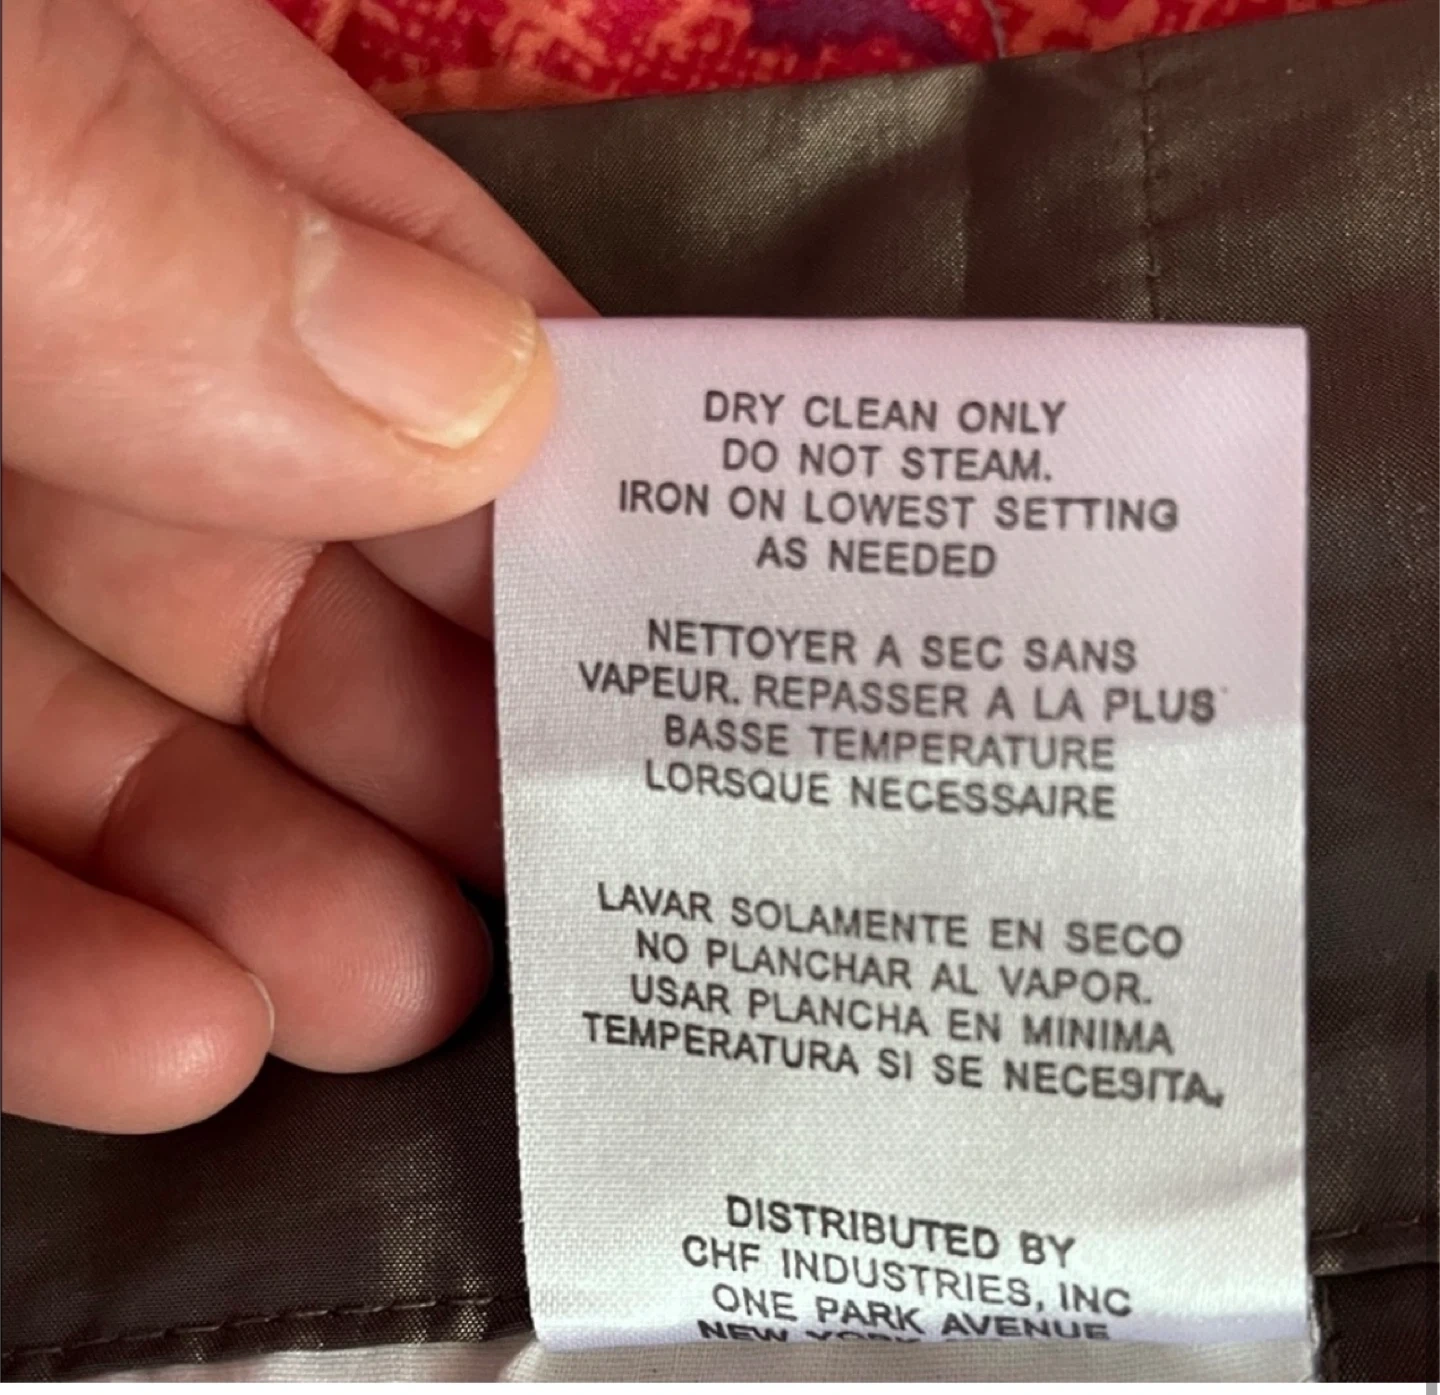 DRY CLEAN ONLY
DO NOT STEAM.
IRON ON LOWEST SETTING
AS NEEDED
NETTOYER A SEC SANS
VAPEUR. REPASSER A LA PLUS
BASSE TEMPERATURE
LORSQUE NECESSAIRE
LAVAR SOLAMENTE EN SECO
NO PLANCHAR AL VAPOR.
USAR PLANCHA EN MINIMA
TEMPERATURA SI SE NECESITA.
DISTRIBUTED BY
CHF INDUSTRIES, INC
ONE PARK AVENUE
NEW YORK